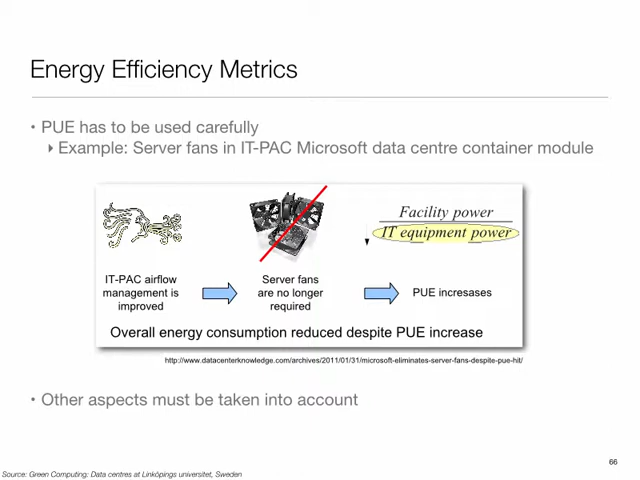 Energy Efficiency Metrics
• PUE has to be used carefully
Example: Server fans in IT-PAC Microsoft data centre container module
Facility power
IT equipment power
IT-PAC airflow
management is
improved
Server fans
are no longer
required
PUE incresases
Overall energy consumption reduced despite PUE increase
http://www.datacenterknowledge.com/archives/2011/01/31/microsoft-eliminates-server-fans-despite-pue-hit/
• Other aspects must be taken into account
66
Source: Green Computing: Data centres at Linköpings universitet, Sweden